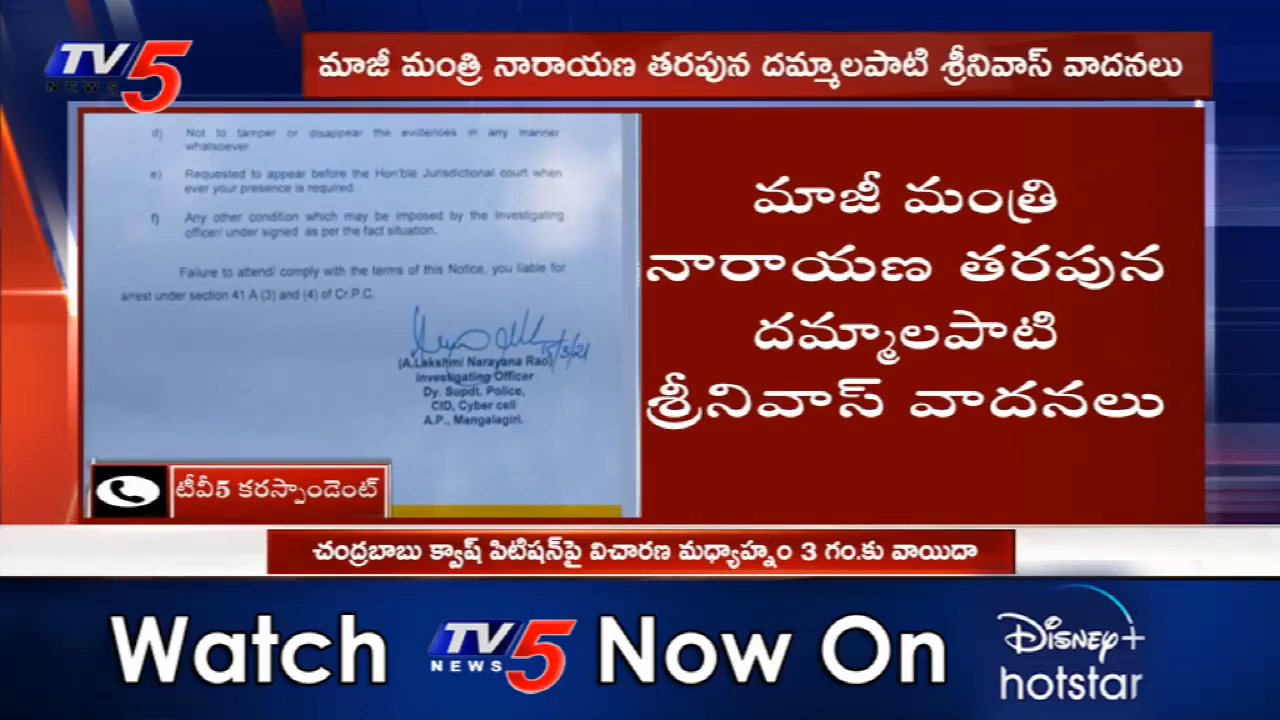 TV5
NEWS
మాజీ మంత్రి నారాయణ తరపున దమ్మాలపాటి శ్రీనివాస్ వాదనలు
d) Not to tamper or disappear the evidences in any manner
whatsoever.
e) Requested to appear before the Hon'ble Jurisdictional court when
ever your presence is required.
f) Any other condition which may be imposed by the Investigating
officer/ under signed as per the fact situation.
Failure to attend/ comply with the terms of this Notice, you liable for
arrest under section 41 A (3) and (4) of Cr.P.C.
15/3/21
(A.Lakshmi Narayana Rao)
Investigating Officer
Dy. Supdt. Police,
CID, Cyber cell
A.P., Mangalagiri.
మాజీ మంత్రి
నారాయణ తరపున
దమ్మాలపాటి
శ్రీనివాస్ వాదనలు
టీవీ5 కరస్పాండెంట్
చంద్రబాబు క్వాష్ పిటిషన్‌పై విచారణ మధ్యాహ్నం 3 గం.కు వాయిదా
Watch TV5 NEWS Now On Disney+
hotstar